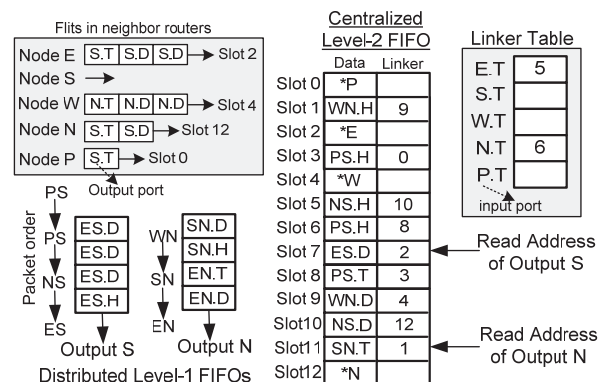 Flits in neighbor routers
Node E S.T S.D S.D Slot 2
Node S
Node W N.T N.D N.D Slot 4
Node N S.T S.D Slot 12
Node P S.T Slot 0
Output port
Packet order
PS
PS
NS
ES
ES.D
ES.D
ES.D
ES.H
Output S
WN
SN
EN
SN.D
SN.H
EN.T
EN.D
Output N
Distributed Level-1 FIFOs
Centralized
Level-2 FIFO
Data Linker
Slot 0 *P
Slot 1 WN.H 9
Slot 2 *E
Slot 3 PS.H 0
Slot 4 *W
Slot 5 NS.H 10
Slot 6 PS.H 8
Slot 7 ES.D 2
Slot 8 PS.T 3
Slot 9 WN.D 4
Slot10 NS.D 12
Slot11 SN.T 1
Slot12 *N
Linker Table
E.T 5
S.T
W.T
N.T 6
P.T
input port
Read Address
of Output S
Read Address
of Output N